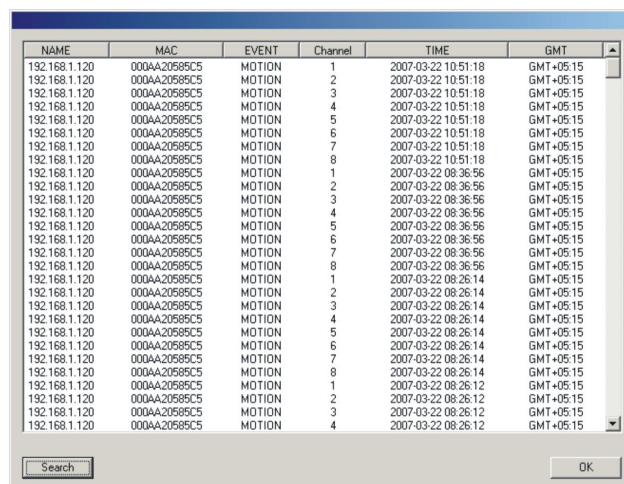 NAME MAC EVENT Channel TIME GMT
192.168.1.120 000AA20585C5 MOTION 1 2007-03-22 10:51:18 GMT+05:15
192.168.1.120 000AA20585C5 MOTION 2 2007-03-22 10:51:18 GMT+05:15
192.168.1.120 000AA20585C5 MOTION 3 2007-03-22 10:51:18 GMT+05:15
192.168.1.120 000AA20585C5 MOTION 4 2007-03-22 10:51:18 GMT+05:15
192.168.1.120 000AA20585C5 MOTION 5 2007-03-22 10:51:18 GMT+05:15
192.168.1.120 000AA20585C5 MOTION 6 2007-03-22 10:51:18 GMT+05:15
192.168.1.120 000AA20585C5 MOTION 7 2007-03-22 10:51:18 GMT+05:15
192.168.1.120 000AA20585C5 MOTION 8 2007-03-22 10:51:18 GMT+05:15
192.168.1.120 000AA20585C5 MOTION 1 2007-03-22 08:36:56 GMT+05:15
192.168.1.120 000AA20585C5 MOTION 2 2007-03-22 08:36:56 GMT+05:15
192.168.1.120 000AA20585C5 MOTION 3 2007-03-22 08:36:56 GMT+05:15
192.168.1.120 000AA20585C5 MOTION 4 2007-03-22 08:36:56 GMT+05:15
192.168.1.120 000AA20585C5 MOTION 5 2007-03-22 08:36:56 GMT+05:15
192.168.1.120 000AA20585C5 MOTION 6 2007-03-22 08:36:56 GMT+05:15
192.168.1.120 000AA20585C5 MOTION 7 2007-03-22 08:36:56 GMT+05:15
192.168.1.120 000AA20585C5 MOTION 8 2007-03-22 08:36:56 GMT+05:15
192.168.1.120 000AA20585C5 MOTION 1 2007-03-22 08:26:14 GMT+05:15
192.168.1.120 000AA20585C5 MOTION 2 2007-03-22 08:26:14 GMT+05:15
192.168.1.120 000AA20585C5 MOTION 3 2007-03-22 08:26:14 GMT+05:15
192.168.1.120 000AA20585C5 MOTION 4 2007-03-22 08:26:14 GMT+05:15
192.168.1.120 000AA20585C5 MOTION 5 2007-03-22 08:26:14 GMT+05:15
192.168.1.120 000AA20585C5 MOTION 6 2007-03-22 08:26:14 GMT+05:15
192.168.1.120 000AA20585C5 MOTION 7 2007-03-22 08:26:14 GMT+05:15
192.168.1.120 000AA20585C5 MOTION 8 2007-03-22 08:26:14 GMT+05:15
192.168.1.120 000AA20585C5 MOTION 1 2007-03-22 08:26:12 GMT+05:15
192.168.1.120 000AA20585C5 MOTION 2 2007-03-22 08:26:12 GMT+05:15
192.168.1.120 000AA20585C5 MOTION 3 2007-03-22 08:26:12 GMT+05:15
192.168.1.120 000AA20585C5 MOTION 4 2007-03-22 08:26:12 GMT+05:15
Search OK